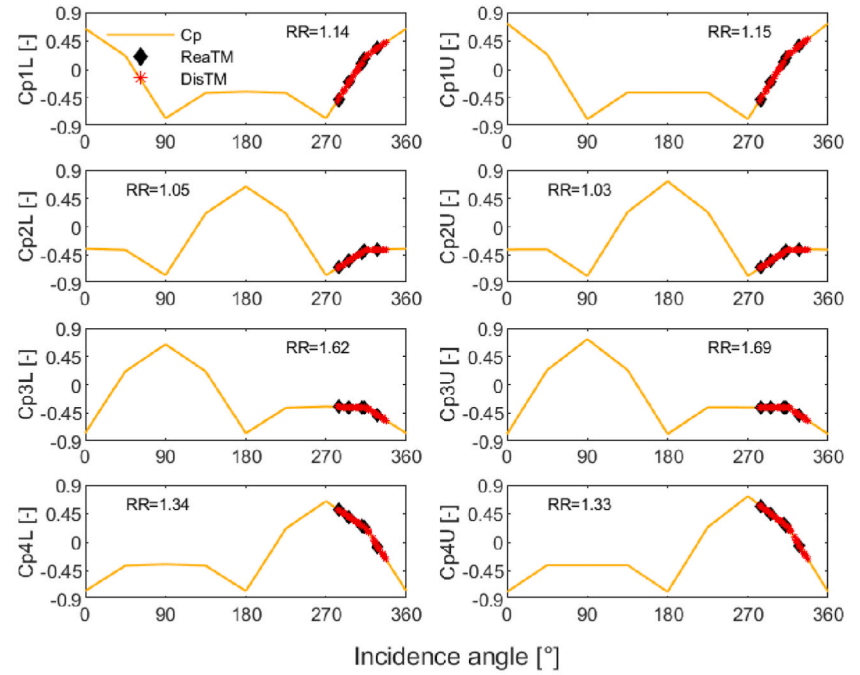 Cp
ReaTM
DisTM
RR=1.14
Cp1L [-]
0.9
0.45
0
-0.45
-0.9
0 90 180 270 360
RR=1.15
Cp1U [-]
0.9
0.45
0
-0.45
-0.9
0 90 180 270 360
RR=1.05
Cp2L [-]
0.9
0.45
0
-0.45
-0.9
0 90 180 270 360
RR=1.03
Cp2U [-]
0.9
0.45
0
-0.45
-0.9
0 90 180 270 360
RR=1.62
Cp3L [-]
0.9
0.45
0
-0.45
-0.9
0 90 180 270 360
RR=1.69
Cp3U [-]
0.9
0.45
0
-0.45
-0.9
0 90 180 270 360
RR=1.34
Cp4L [-]
0.9
0.45
0
-0.45
-0.9
0 90 180 270 360
RR=1.33
Cp4U [-]
0.9
0.45
0
-0.45
-0.9
0 90 180 270 360
Incidence angle [°]